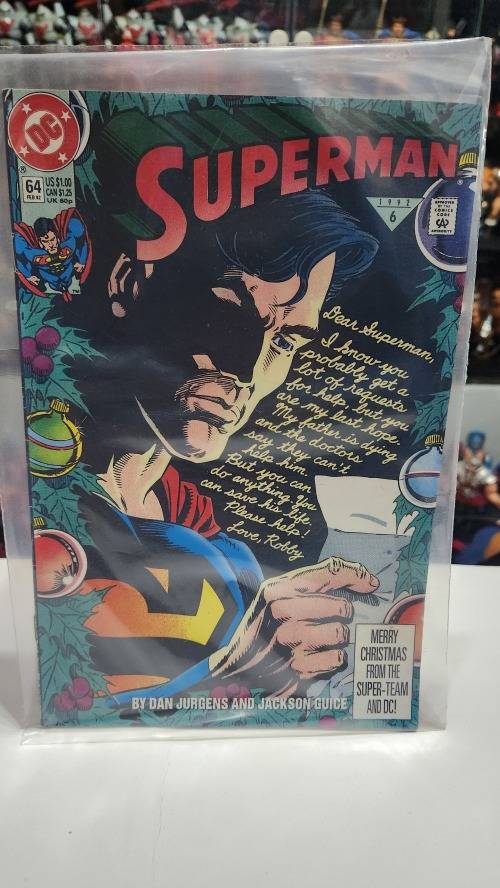 DC
®
64
FEB 92
US $1.00
CAN $1.25
UK 60p
TM
SUPERMAN
1992
6
APPROVED
BY THE
COMICS
CODE
CA
AUTHORITY
Dear Superman,
I know you
probably get a
lot of requests
for help, but you
are my last hope.
My father is dying
and the doctors
say they can't
help him.
But you can
do anything. You
can save his life.
Please help!
Love, Robby
MERRY
CHRISTMAS
FROM THE
SUPER-TEAM
AND DC!
BY DAN JURGENS AND JACKSON GUICE